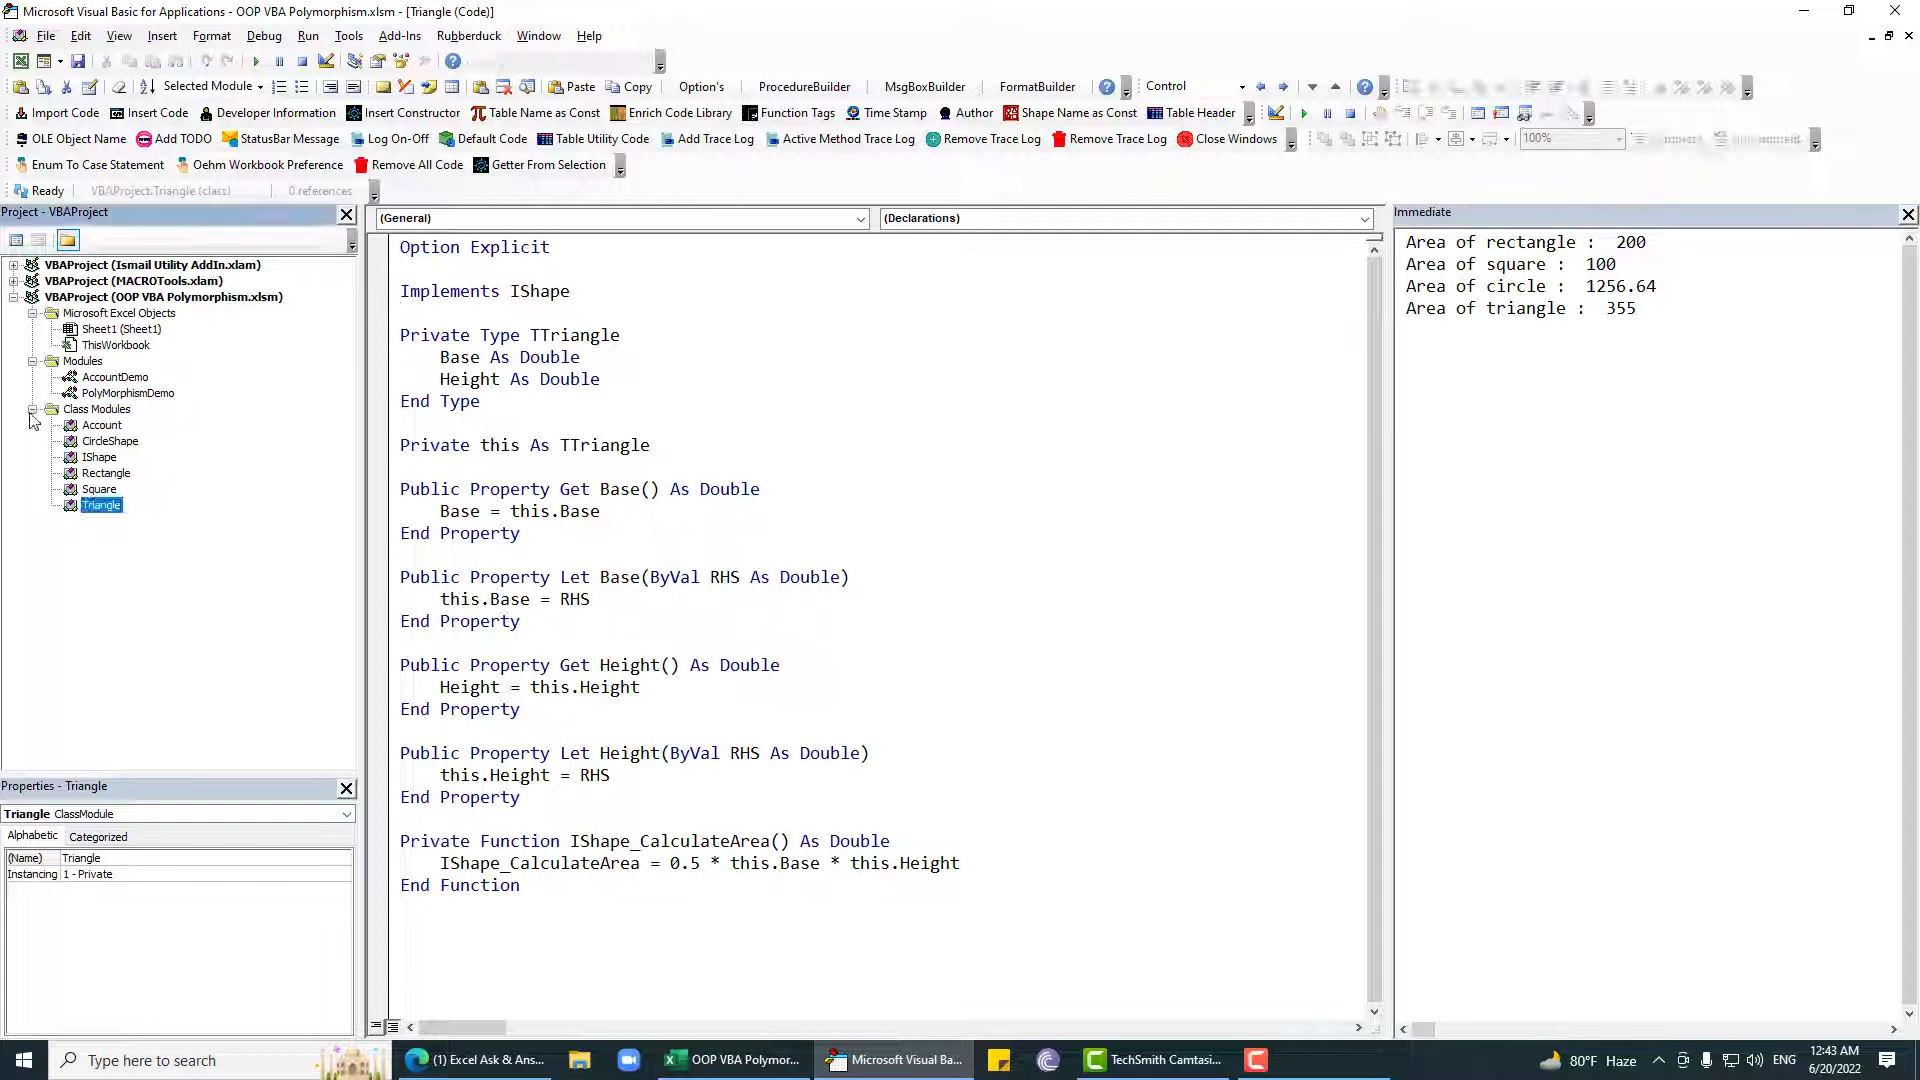 Microsoft Visual Basic for Applications - OOP VBA Polymorphism.xlsm - [Triangle (Code)]
File Edit View Insert Format Debug Run Tools Add-Ins Rubberduck Window Help
Selected Module Paste Copy Option's ProcedureBuilder MsgBoxBuilder FormatBuilder Control
Import Code Insert Code Developer Information Insert Constructor Table Name as Const Enrich Code Library Function Tags Time Stamp Author Shape Name as Const Table Header
OLE Object Name Add TODO StatusBar Message Log On-Off Default Code Table Utility Code Add Trace Log Active Method Trace Log Remove Trace Log Remove Trace Log Close Windows 100%
Enum To Case Statement Oehm Workbook Preference Remove All Code Getter From Selection
Ready VBAProject.Triangle (class) 0 references
Project - VBAProject
VBAProject (Ismail Utility AddIn.xlam)
VBAProject (MACROTools.xlam)
VBAProject (OOP VBA Polymorphism.xlsm)
Microsoft Excel Objects
Sheet1 (Sheet1)
ThisWorkbook
Modules
AccountDemo
PolyMorphismDemo
Class Modules
Account
CircleShape
IShape
Rectangle
Square
Triangle
Properties - Triangle
Triangle ClassModule
Alphabetic Categorized
(Name) Triangle
Instancing 1 - Private
(General) (Declarations)
Option Explicit
Implements IShape
Private Type TTriangle
Base As Double
Height As Double
End Type
Private this As TTriangle
Public Property Get Base() As Double
Base = this.Base
End Property
Public Property Let Base(ByVal RHS As Double)
this.Base = RHS
End Property
Public Property Get Height() As Double
Height = this.Height
End Property
Public Property Let Height(ByVal RHS As Double)
this.Height = RHS
End Property
Private Function IShape_CalculateArea() As Double
IShape_CalculateArea = 0.5 * this.Base * this.Height
End Function
Immediate
Area of rectangle : 200
Area of square : 100
Area of circle : 1256.64
Area of triangle : 355
Type here to search
(1) Excel Ask & Ans...
OOP VBA Polymor...
Microsoft Visual Ba...
TechSmith Camtasi...
80°F Haze
ENG
12:43 AM
6/20/2022